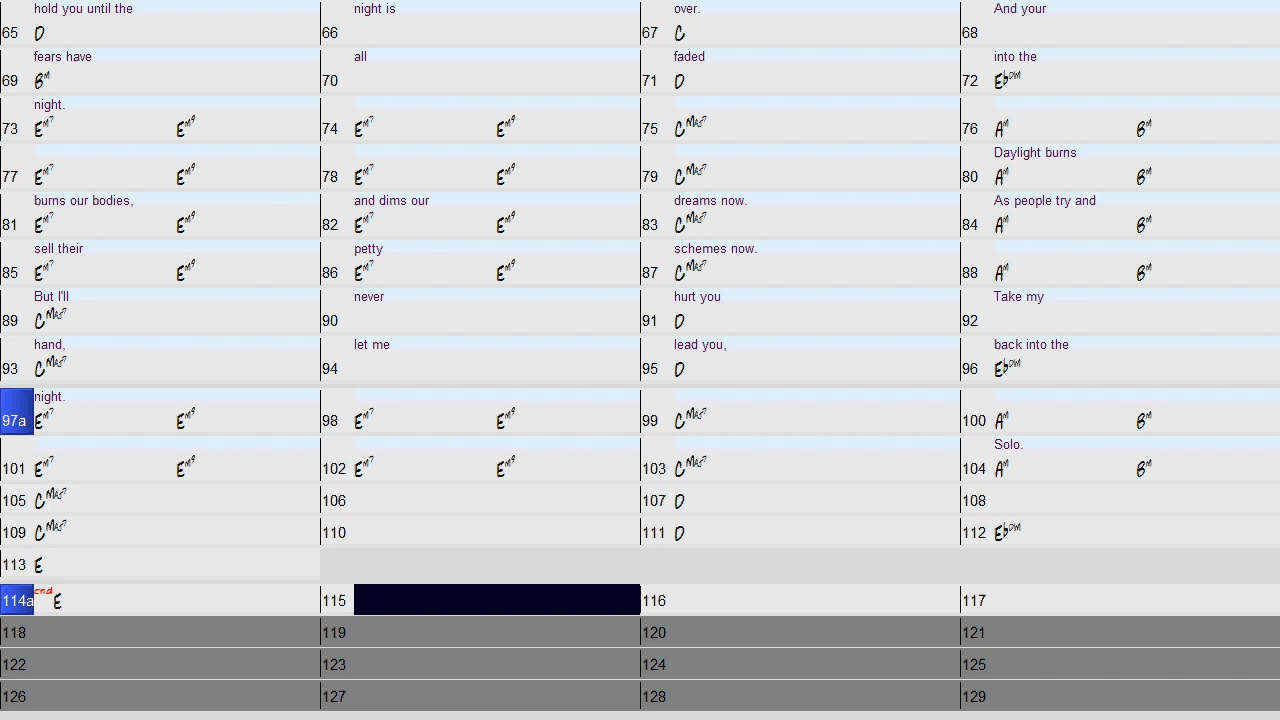 hold you until the night is over. And your
65 D 66 67 C 68
fears have all faded into the
69 Bm 70 71 D 72 Ebdim
night.
73 Em7 Em9 74 Em7 Em9 75 CMaj7 76 Am Bm
Daylight burns
77 Em7 Em9 78 Em7 Em9 79 CMaj7 80 Am Bm
burns our bodies, and dims our dreams now. As people try and
81 Em7 Em9 82 Em7 Em9 83 CMaj7 84 Am Bm
sell their petty schemes now.
85 Em7 Em9 86 Em7 Em9 87 CMaj7 88 Am Bm
But I'll never hurt you Take my
89 CMaj7 90 91 D 92
hand, let me lead you, back into the
93 CMaj7 94 95 D 96 Ebdim
night.
97a Em7 Em9 98 Em7 Em9 99 CMaj7 100 Am Bm
Solo.
101 Em7 Em9 102 Em7 Em9 103 CMaj7 104 Am Bm
105 CMaj7 106 107 D 108
109 CMaj7 110 111 D 112 Ebdim
113 E
114a end E 115 116 117
118 119 120 121
122 123 124 125
126 127 128 129